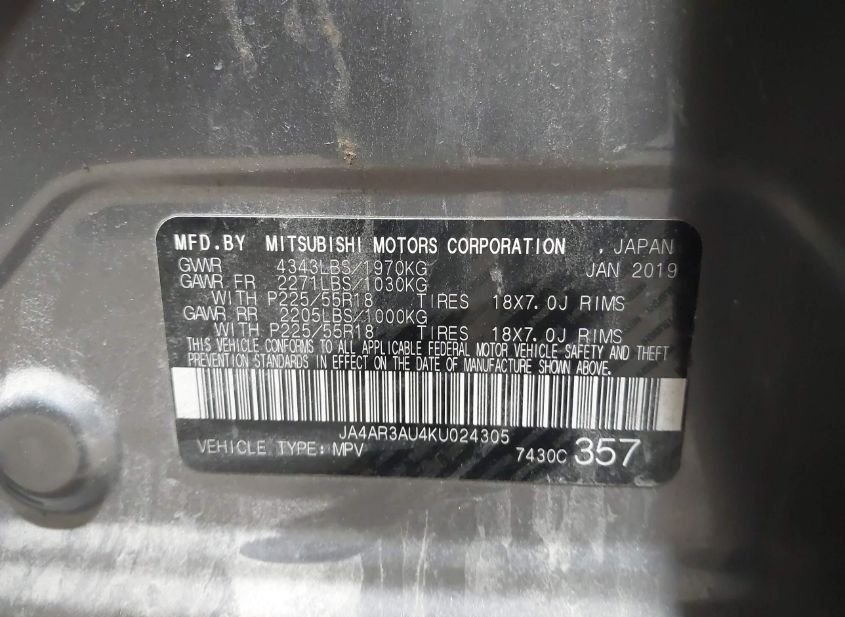 MFD.BY MITSUBISHI MOTORS CORPORATION , JAPAN
GVWR 4343LBS/1970KG JAN 2019
GAWR FR 2271LBS/1030KG
WITH P225/55R18 TIRES 18X7.0J RIMS
GAWR RR 2205LBS/1000KG
WITH P225/55R18 TIRES 18X7.0J RIMS
THIS VEHICLE CONFORMS TO ALL APPLICABLE FEDERAL MOTOR VEHICLE SAFETY AND THEFT
PREVENTION STANDARDS IN EFFECT ON THE DATE OF MANUFACTURE SHOWN ABOVE.
JA4AR3AU4KU024305
VEHICLE TYPE: MPV 7430C 357